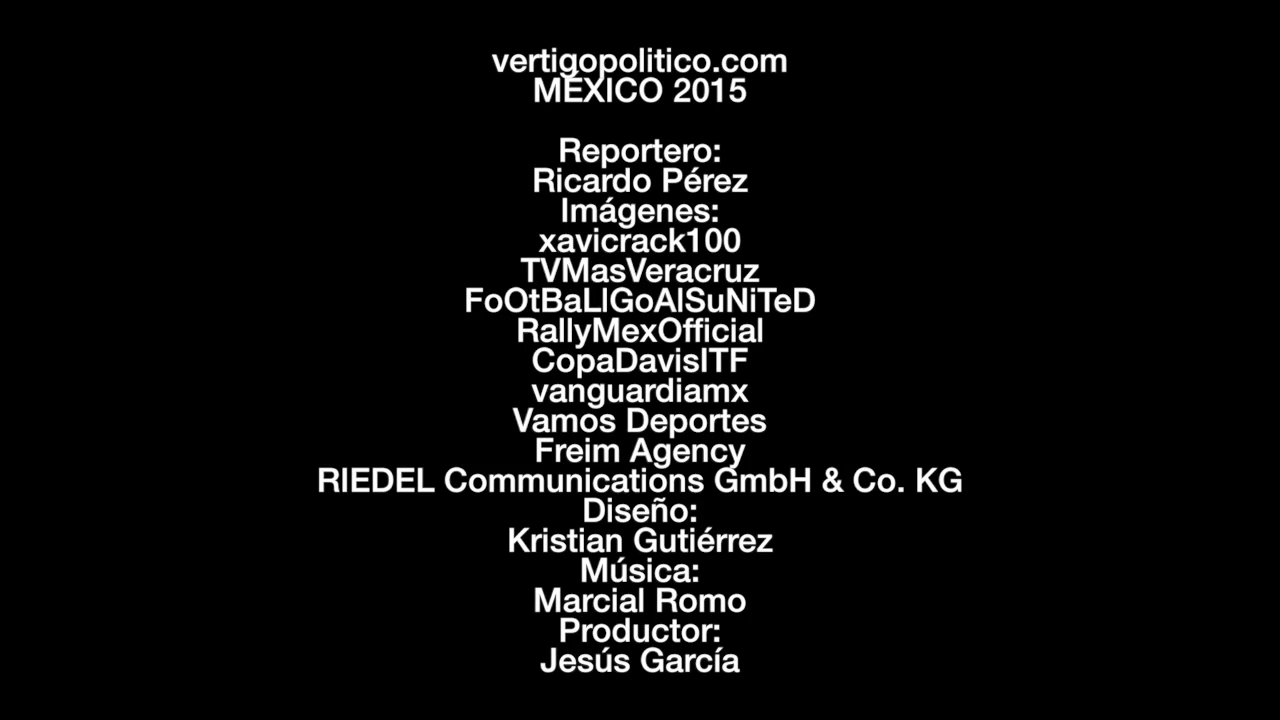 vertigopolitico.com
MÉXICO 2015
Reportero:
Ricardo Pérez
Imágenes:
xavicrack100
TVMasVeracruz
FoOtBaLlGoAlSuNiTeD
RallyMexOfficial
CopaDavisITF
vanguardiamx
Vamos Deportes
Freim Agency
RIEDEL Communications GmbH & Co. KG
Diseño:
Kristian Gutiérrez
Música:
Marcial Romo
Productor:
Jesús García